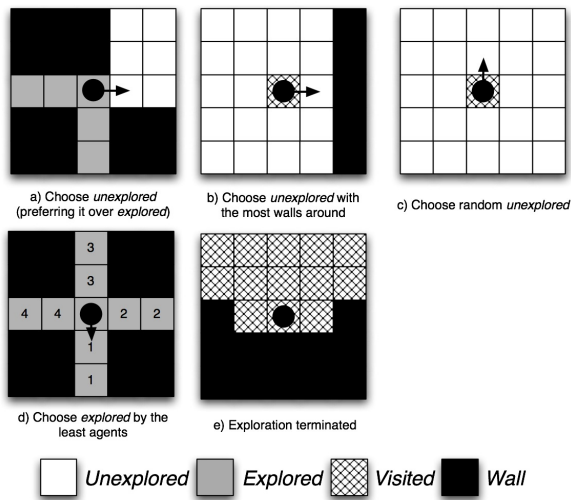 a) Choose unexplored
(preferring it over explored)
b) Choose unexplored with
the most walls around
c) Choose random unexplored
3
3
4 4 2 2
1
1
d) Choose explored by the
least agents
e) Exploration terminated
Unexplored Explored Visited Wall